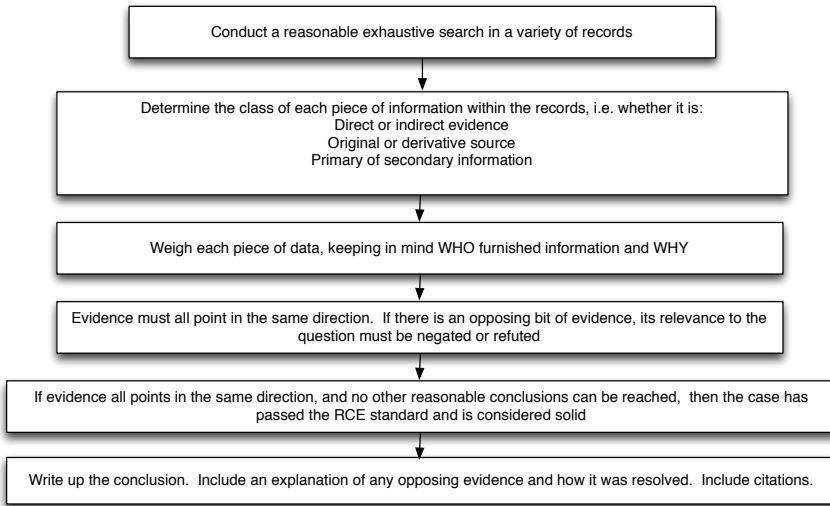 Conduct a reasonable exhaustive search in a variety of records
Determine the class of each piece of information within the records, i.e. whether it is:
Direct or indirect evidence
Original or derivative source
Primary of secondary information
Weigh each piece of data, keeping in mind WHO furnished information and WHY
Evidence must all point in the same direction. If there is an opposing bit of evidence, its relevance to the
question must be negated or refuted
If evidence all points in the same direction, and no other reasonable conclusions can be reached, then the case has
passed the RCE standard and is considered solid
Write up the conclusion. Include an explanation of any opposing evidence and how it was resolved. Include citations.